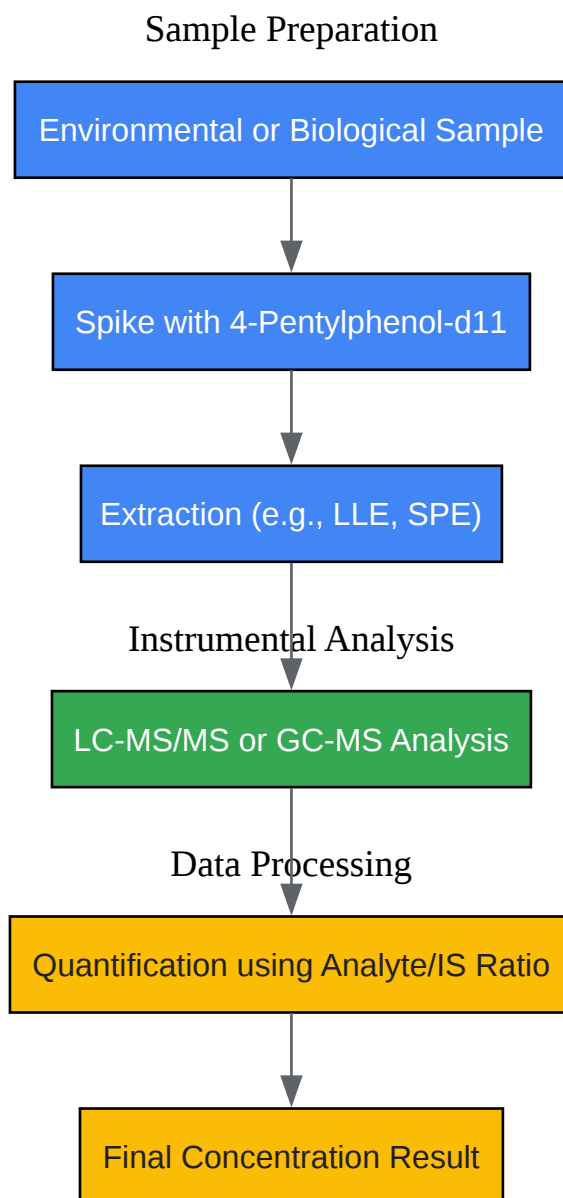 Sample Preparation
Environmental or Biological Sample
Spike with 4-Pentylphenol-d11
Extraction (e.g., LLE, SPE)
Instrumental Analysis
LC-MS/MS or GC-MS Analysis
Data Processing
Quantification using Analyte/IS Ratio
Final Concentration Result